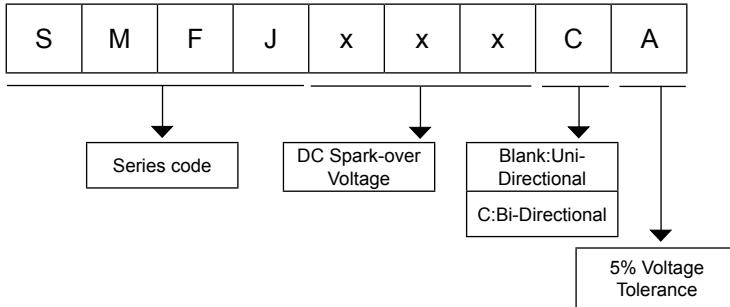 S M F J x x x C A
Series code
DC Spark-over
Voltage
Blank:Uni-
Directional
C:Bi-Directional
5% Voltage
Tolerance